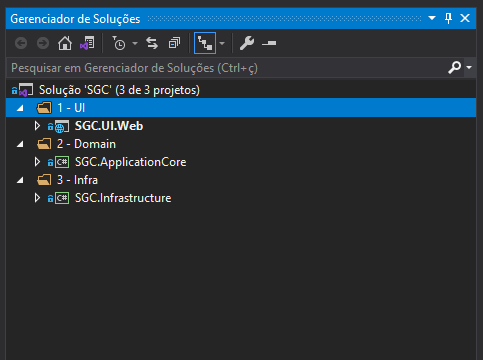 Gerenciador de Soluções
Pesquisar em Gerenciador de Soluções (Ctrl+ç)
Solução 'SGC' (3 de 3 projetos)
1 - UI
SGC.UI.Web
2 - Domain
C# SGC.ApplicationCore
3 - Infra
C# SGC.Infrastructure